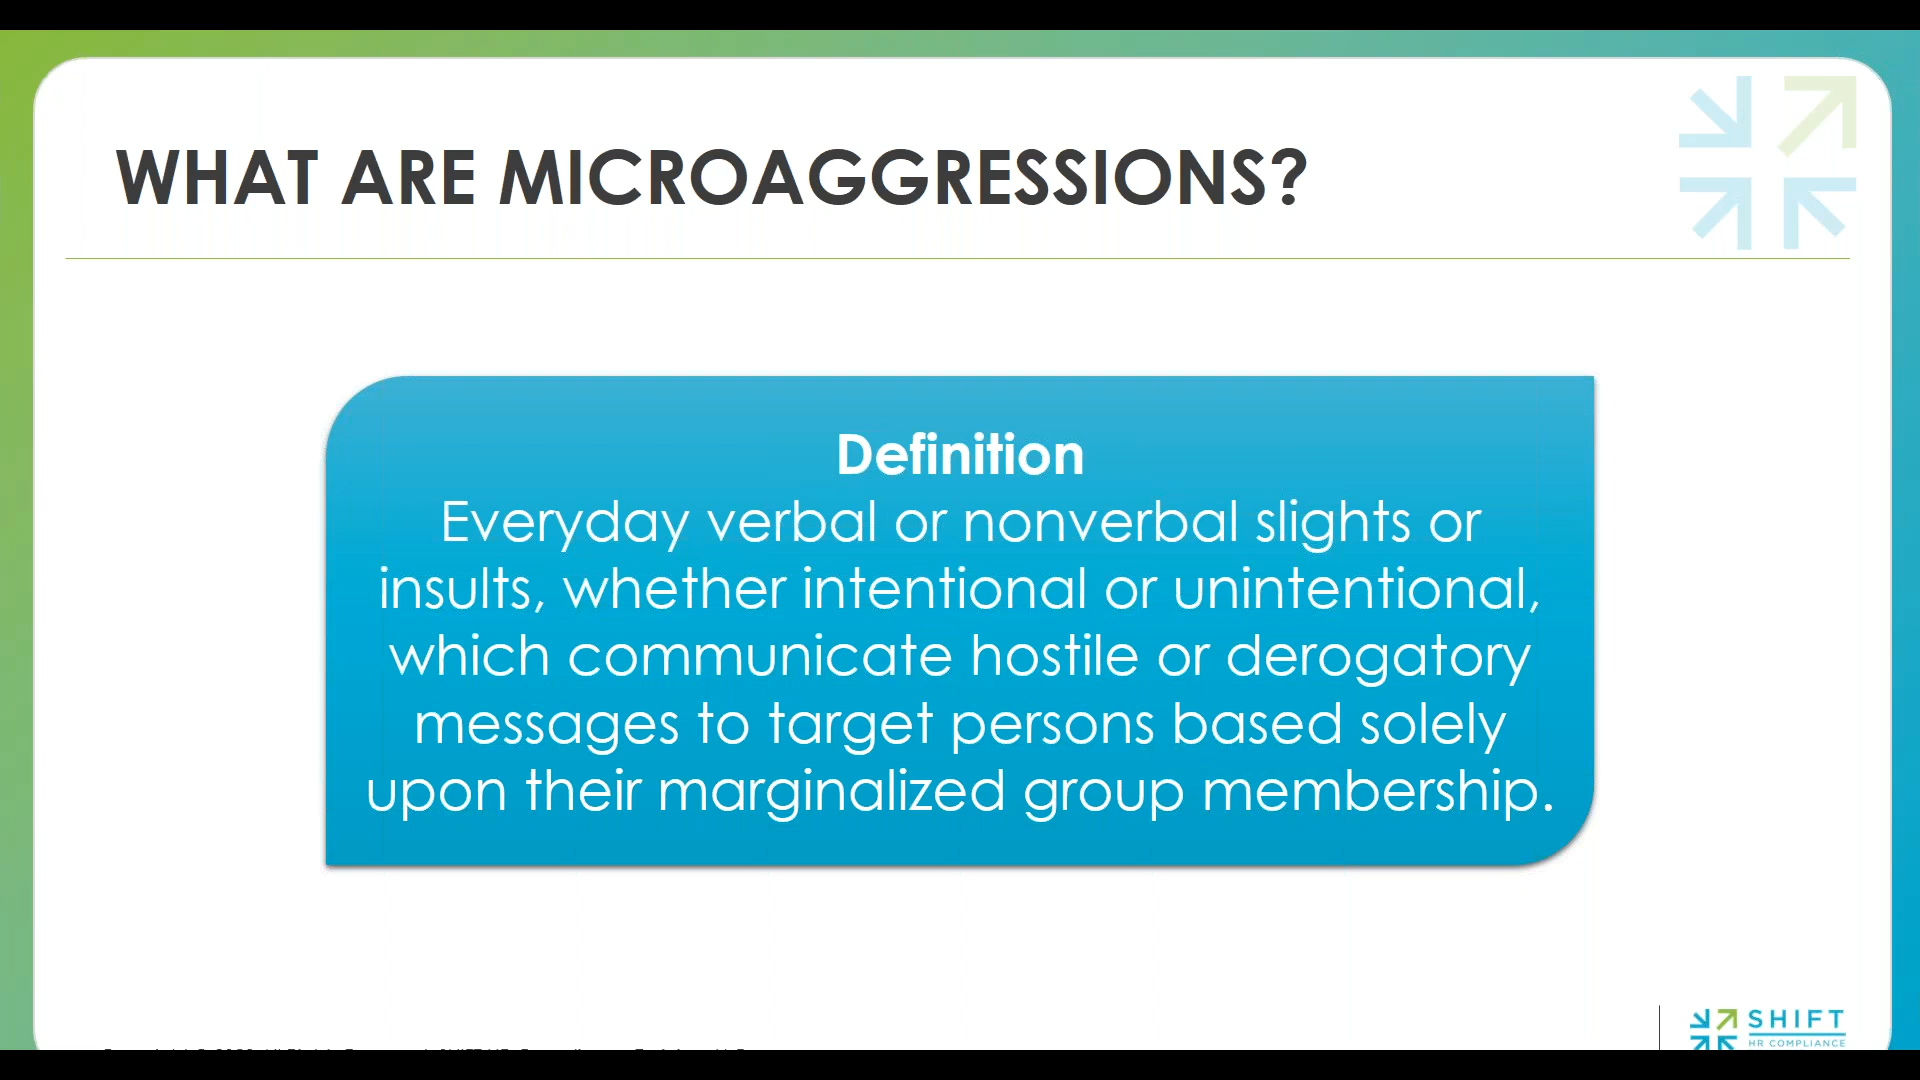 WHAT ARE MICROAGGRESSIONS?
Definition
Everyday verbal or nonverbal slights or
insults, whether intentional or unintentional,
which communicate hostile or derogatory
messages to target persons based solely
upon their marginalized group membership.
SHIFT
HR COMPLIANCE